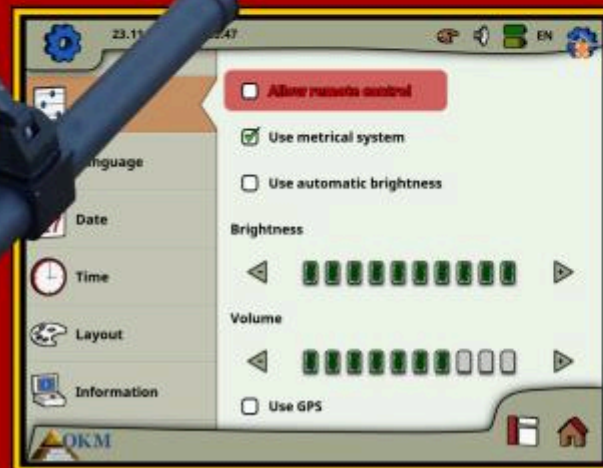 23.11
:47
EN
Allow remote control
Use metrical system
Language
Use automatic brightness
Date
Brightness
Time
Volume
Layout
Information
Use GPS
OKM